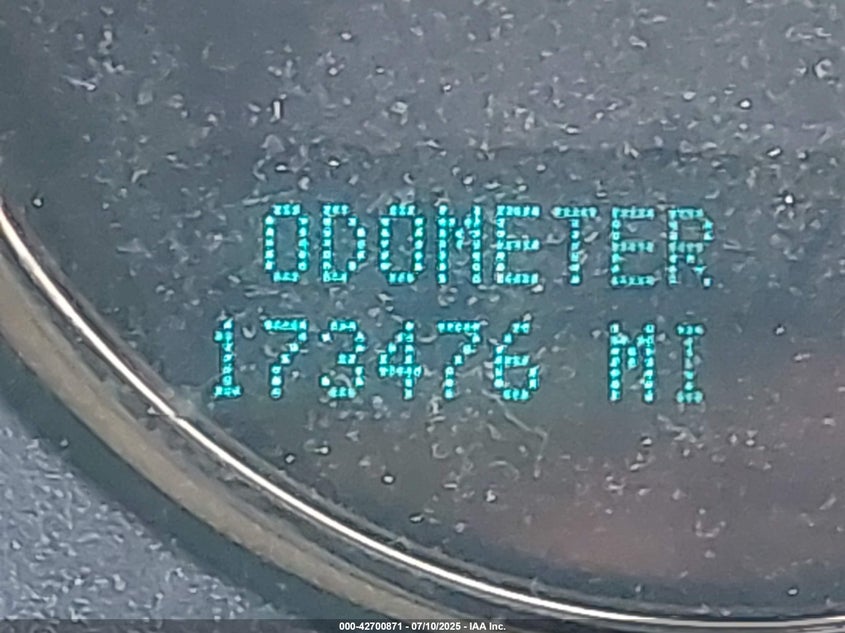 ODOMETER
173476 MI
000-42700871 - 07/10/2025 - IAA Inc.